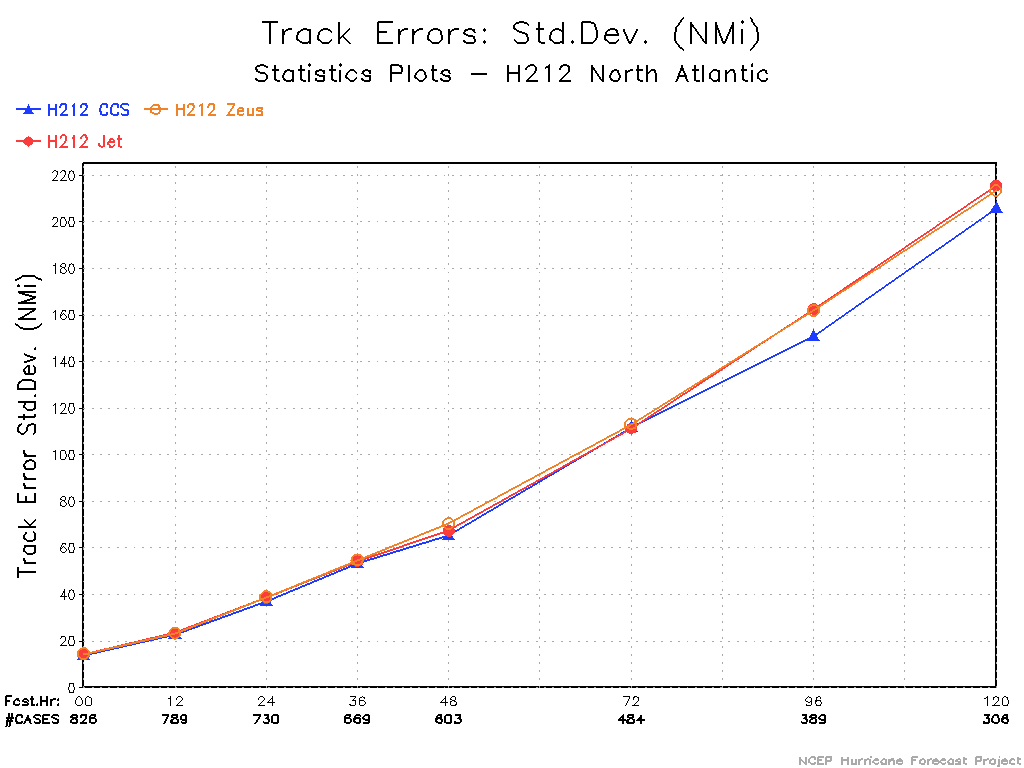 Track Errors: Std.Dev. (NMi)
Statistics Plots – H212 North Atlantic
H212 CCS H212 Zeus
H212 Jet
220
200
180
160
140
120
100
80
60
40
20
0
Track Error Std.Dev. (NMi)
Fcst.Hr: 00 12 24 36 48 72 96 120
#CASES 826 789 730 669 603 484 389 306
NCEP Hurricane Forecast Project